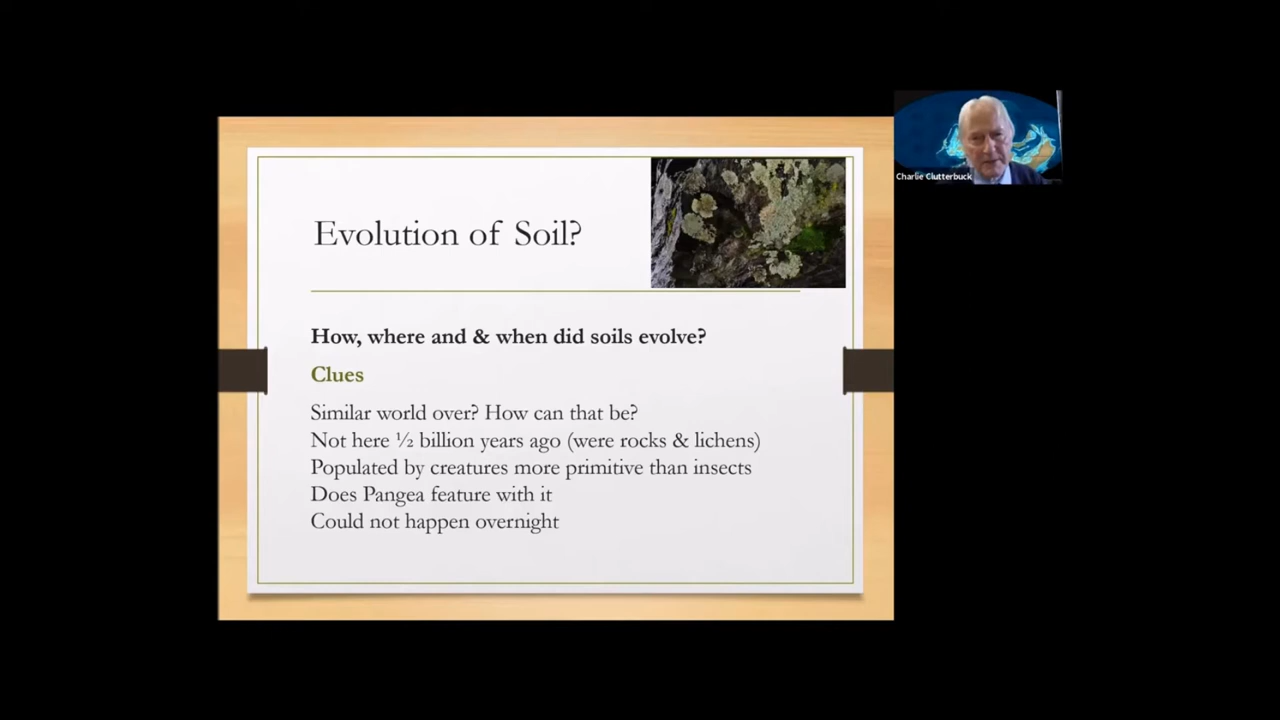 Evolution of Soil?
How, where and & when did soils evolve?
Clues
Similar world over? How can that be?
Not here ½ billion years ago (were rocks & lichens)
Populated by creatures more primitive than insects
Does Pangea feature with it
Could not happen overnight
Charlie Clutterbuck